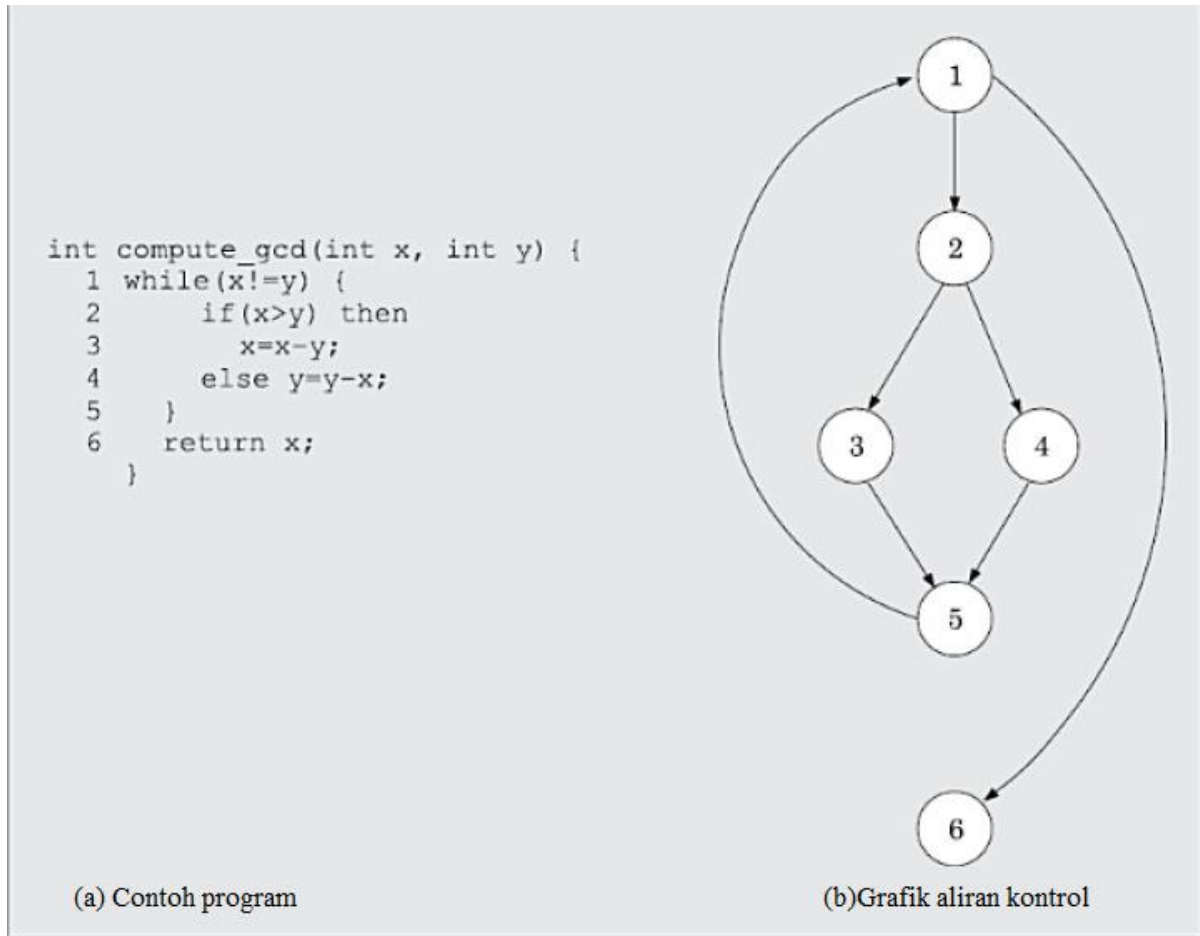 int compute_gcd(int x, int y) {
1 while(x!=y) {
2 if(x>y) then
3 x=x-y;
4 else y=y-x;
5 }
6 return x;
}
1
2
3 4
5
6
(a) Contoh program
(b)Grafik aliran kontrol